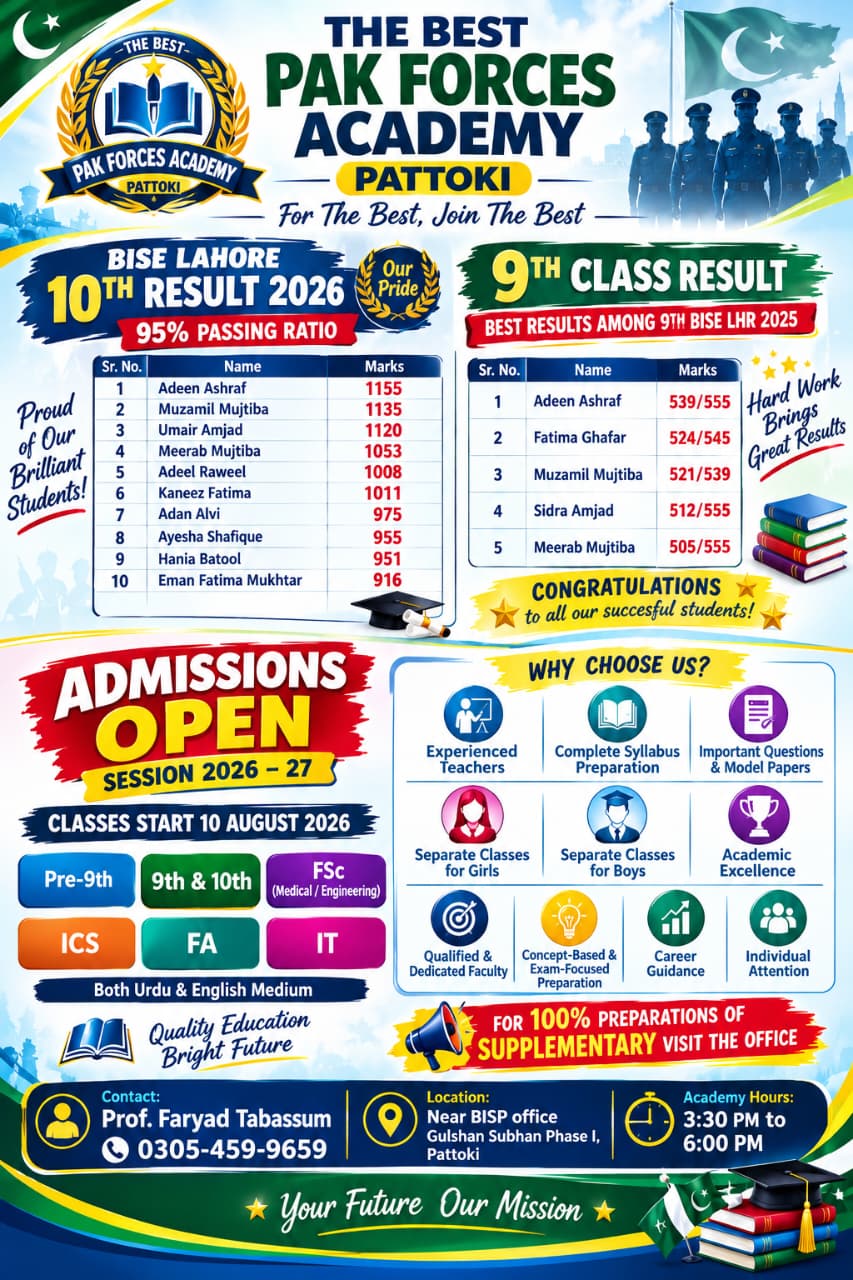 THE BEST
PAK FORCES ACADEMY
PATTOKI
THE BEST
PAK FORCES
ACADEMY
PATTOKI
For The Best, Join The Best
BISE LAHORE
10TH RESULT 2026
95% PASSING RATIO
Our
Pride
Proud
of Our
Brilliant
Students!
Sr. No. Name Marks
1 Adeen Ashraf 1155
2 Muzamil Mujtiba 1135
3 Umair Amjad 1120
4 Meerab Mujtiba 1053
5 Adeel Raweel 1008
6 Kaneez Fatima 1011
7 Adan Alvi 975
8 Ayesha Shafique 955
9 Hania Batool 951
10 Eman Fatima Mukhtar 916
9TH CLASS RESULT
BEST RESULTS AMONG 9TH BISE LHR 2025
Sr. No. Name Marks
1 Adeen Ashraf 539/555
2 Fatima Ghafar 524/545
3 Muzamil Mujtiba 521/539
4 Sidra Amjad 512/555
5 Meerab Mujtiba 505/555
Hard Work
Brings
Great Results
CONGRATULATIONS
to all our succesful students!
ADMISSIONS
OPEN
SESSION 2026 – 27
CLASSES START 10 AUGUST 2026
Pre-9th
9th & 10th
FSc
(Medical / Engineering)
ICS
FA
IT
Both Urdu & English Medium
Quality Education
Bright Future
WHY CHOOSE US?
Experienced
Teachers
Complete Syllabus
Preparation
Important Questions
& Model Papers
Separate Classes
for Girls
Separate Classes
for Boys
Academic
Excellence
Qualified &
Dedicated Faculty
Concept-Based &
Exam-Focused
Preparation
Career
Guidance
Individual
Attention
FOR 100% PREPARATIONS OF
SUPPLEMENTARY VISIT THE OFFICE
Contact:
Prof. Faryad Tabassum
0305-459-9659
Location:
Near BISP office
Gulshan Subhan Phase I,
Pattoki
Academy Hours:
3:30 PM to
6:00 PM
Your Future Our Mission